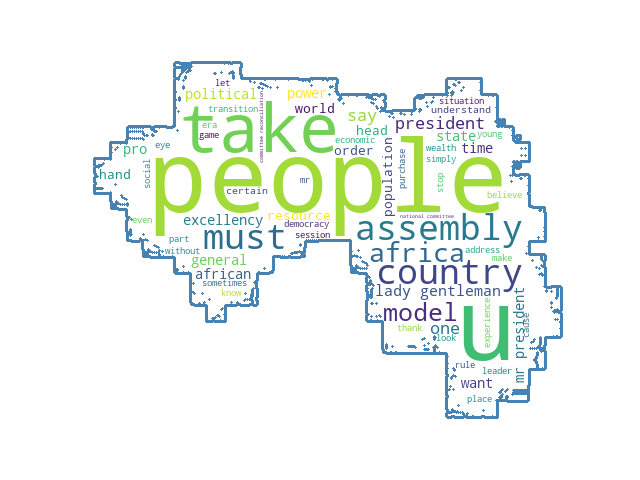 let
political
power
committee reconciliation
transition
take
world
say
president
situation
understand
era
game
head
state
young
pro
eye
economic
order
population
purchase
wealth
time
simply
people
hand
social
certain
mr
stop
believe
even
excellency
resource
democracy
session
national committee
assembly
must
part
without
africa
address
make
general
african
country
sometimes
know
lady gentleman
model
u
experience
mr president
cause
one
thank
look
rule
leader
want
place